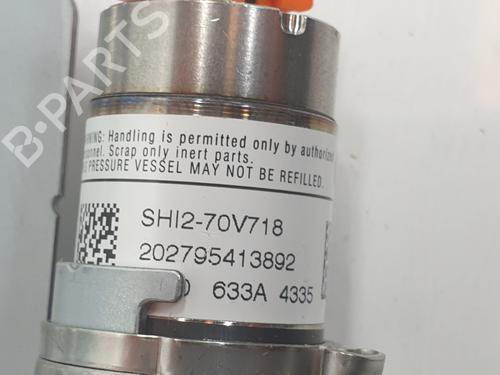 B-PARTS
WARNING: Handling is permitted only by authorized
personnel. Scrap only inert parts.
PRESSURE VESSEL MAY NOT BE REFILLED.
SHI2-70V718
202795413892
633A 4335